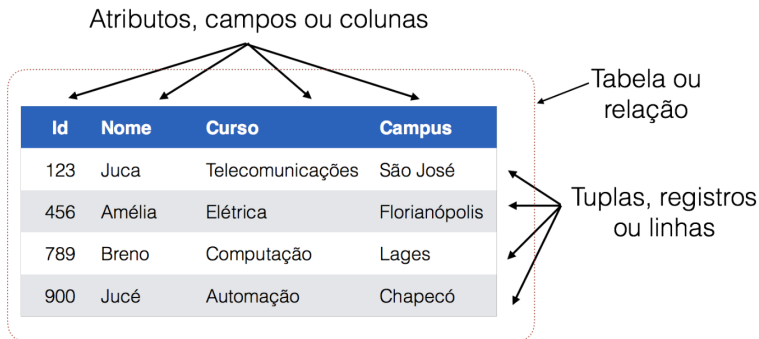 Atributos, campos ou colunas
Tabela ou
relação
Id Nome Curso Campus
123 Juca Telecomunicações São José
456 Amélia Elétrica Florianópolis
789 Breno Computação Lages
900 Jucé Automação Chapecó
Tuplas, registros
ou linhas